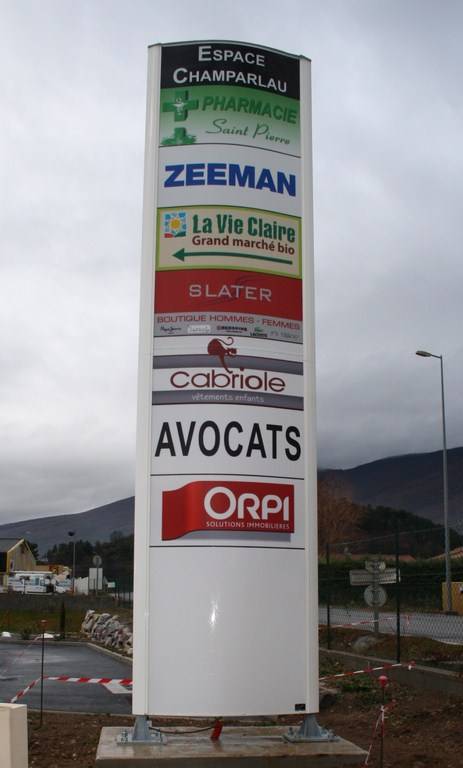 ESPACE
CHAMPARLAU
PHARMACIE
Saint Pierre
ZEEMAN
La Vie Claire
Grand marché bio
SLATER
BOUTIQUE HOMMES - FEMMES
cabriole
vêtements enfants
AVOCATS
ORPI
SOLUTIONS IMMOBILIÈRES